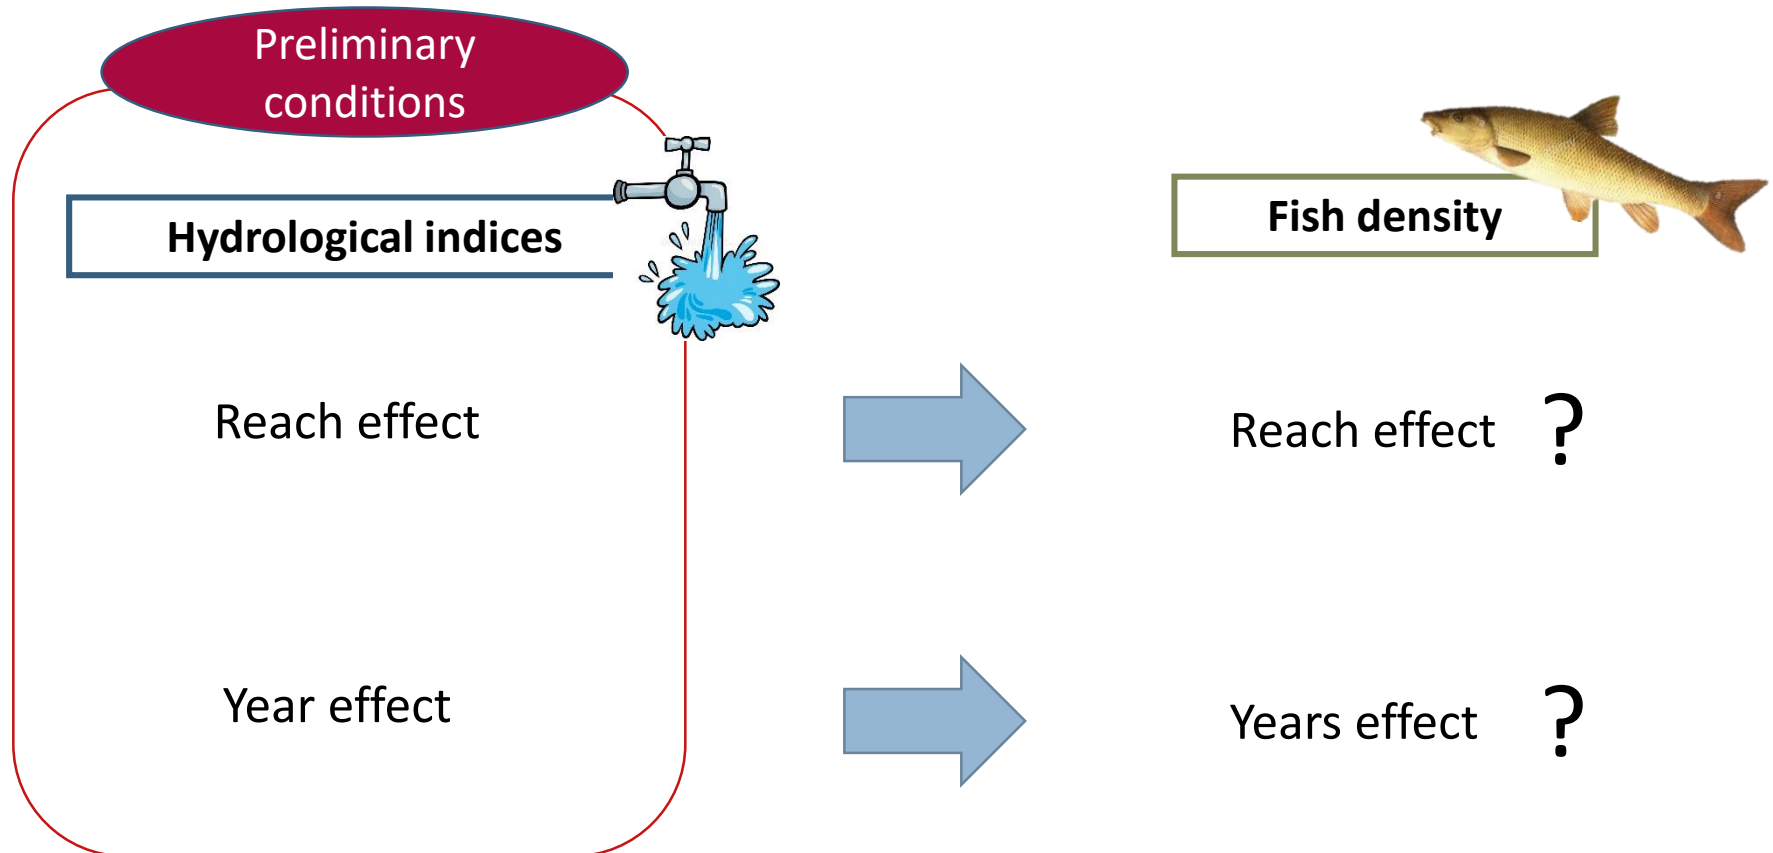 Preliminary
conditions
Hydrological indices
Fish density
Reach effect
Reach effect ?
Year effect
Years effect ?